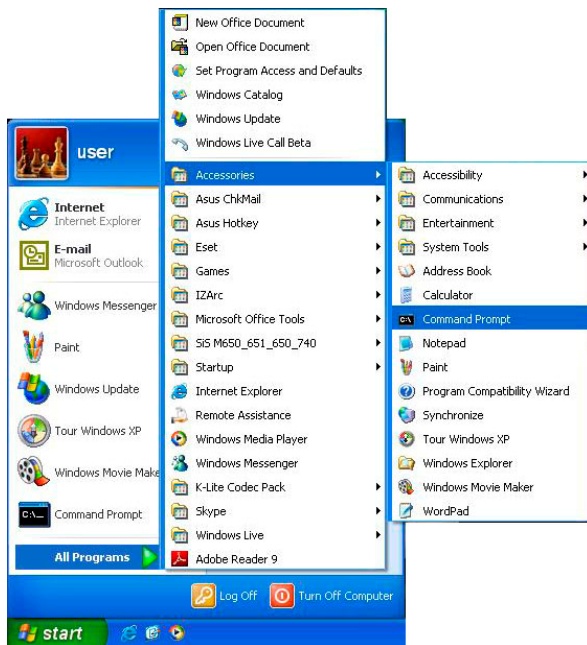 New Office Document
Open Office Document
Set Program Access and Defaults
Windows Catalog
Windows Update
Windows Live Call Beta
user
Internet
Internet Explorer
E-mail
Microsoft Outlook
Windows Messenger
Paint
Windows Update
Tour Windows XP
Windows Movie Make
C:\_
Command Prompt
All Programs
Accessories
Asus ChkMail
Asus Hotkey
Eset
Games
IZArc
Microsoft Office Tools
SiS M650_651_650_740
Startup
Internet Explorer
Remote Assistance
Windows Media Player
Windows Messenger
K-Lite Codec Pack
Skype
Windows Live
Adobe Reader 9
Accessibility
Communications
Entertainment
System Tools
Address Book
Calculator
C:\
Command Prompt
Notepad
Paint
Program Compatibility Wizard
Synchronize
Tour Windows XP
Windows Explorer
Windows Movie Maker
WordPad
Log Off
Turn Off Computer
start